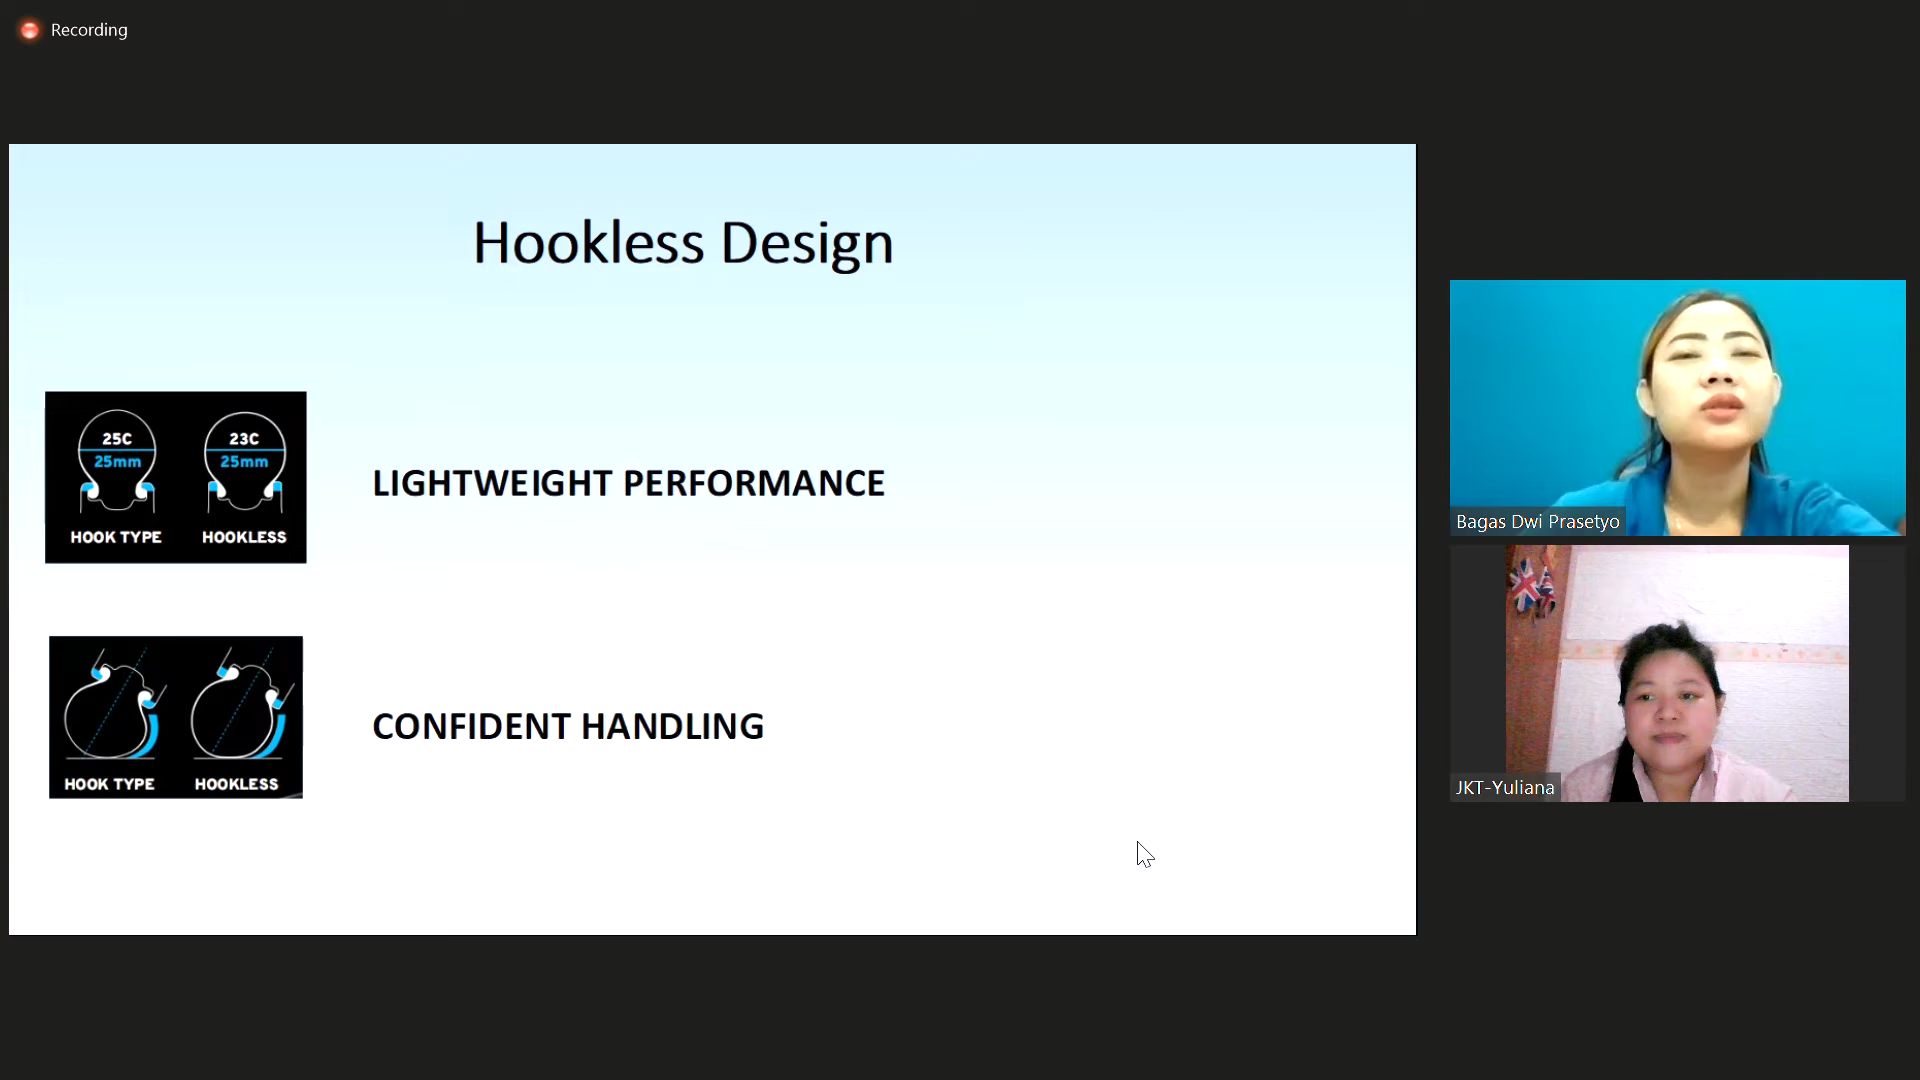 Recording
Hookless Design
25C 23C
25mm 25mm
HOOK TYPE HOOKLESS
LIGHTWEIGHT PERFORMANCE
HOOK TYPE HOOKLESS
CONFIDENT HANDLING
Bagas Dwi Prasetyo
JKT-Yuliana